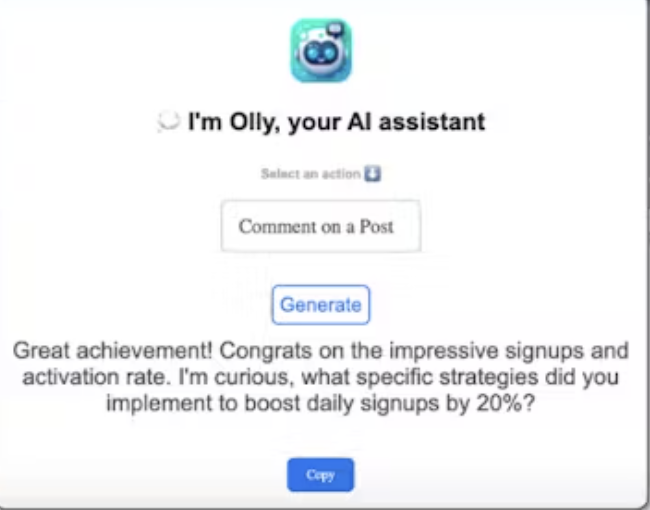 I'm Olly, your AI assistant
Select an action
Comment on a Post
Generate
Great achievement! Congrats on the impressive signups and
activation rate. I'm curious, what specific strategies did you
implement to boost daily signups by 20%?
Copy